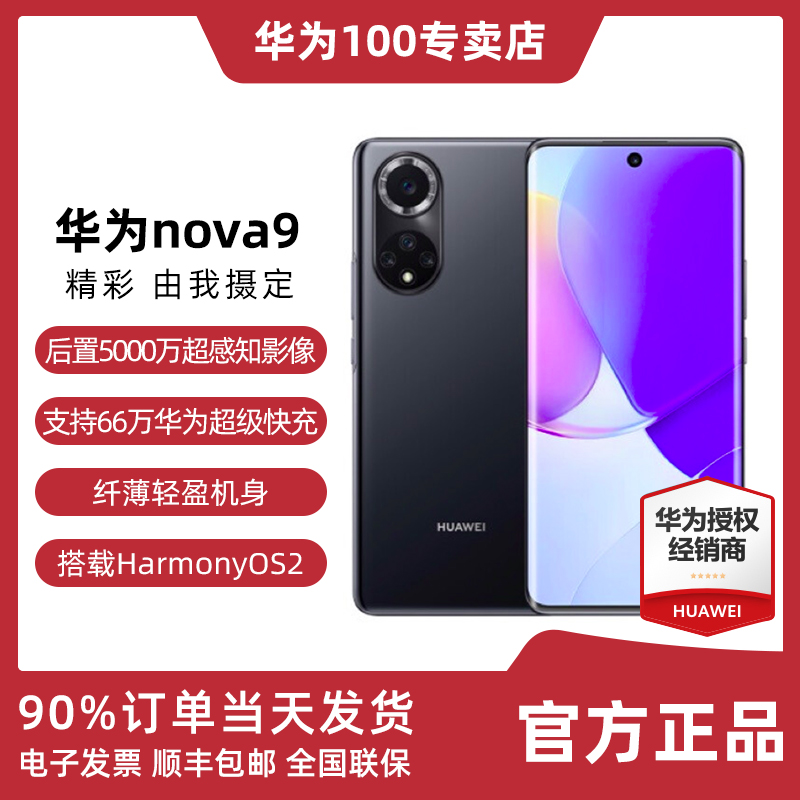 华为100专卖店
华为nova9
精彩 由我摄定
后置5000万超感知影像
支持66万华为超级快充
纤薄轻盈机身
搭载HarmonyOS2
HUAWEI
华为授权
经销商
HUAWEI
90%订单当天发货
电子发票 顺丰包邮 全国联保
官方正品